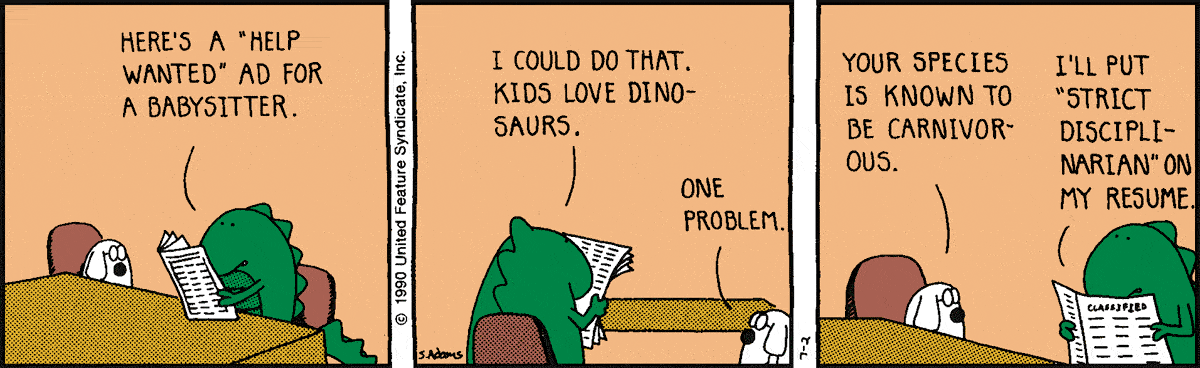 HERE'S A "HELP
WANTED" AD FOR
A BABYSITTER.
© 1990 United Feature Syndicate, Inc.
I COULD DO THAT.
KIDS LOVE DINO-
SAURS.
ONE
PROBLEM.
S.Adams
7-2
YOUR SPECIES
IS KNOWN TO
BE CARNIVOR-
OUS.
I'LL PUT
"STRICT
DISCIPLI-
NARIAN" ON
MY RESUME.
CLASSIFIED